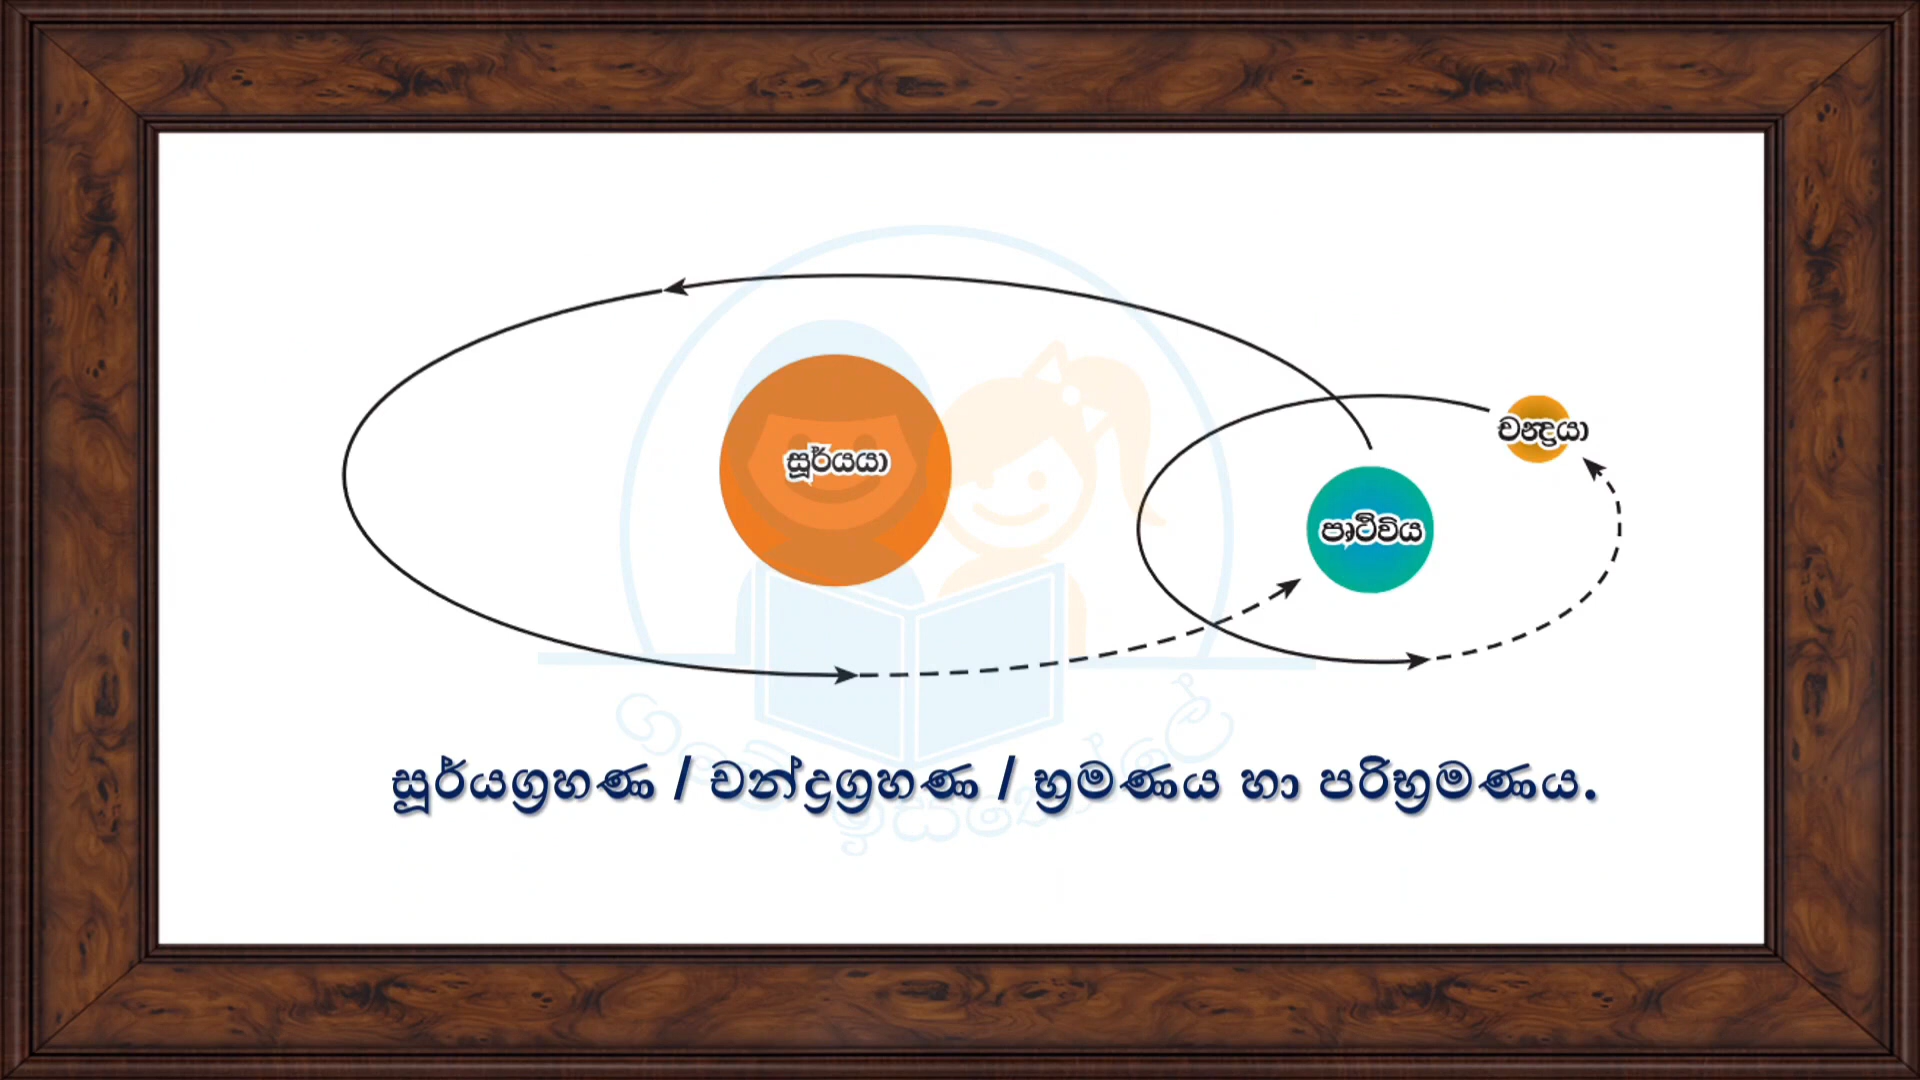 චන්ද්‍රයා
සූර්යයා
පෘථිවිය
සූර්යග්‍රහණ / චන්ද්‍රග්‍රහණ / භ්‍රමණය හා පරිභ්‍රමණය.